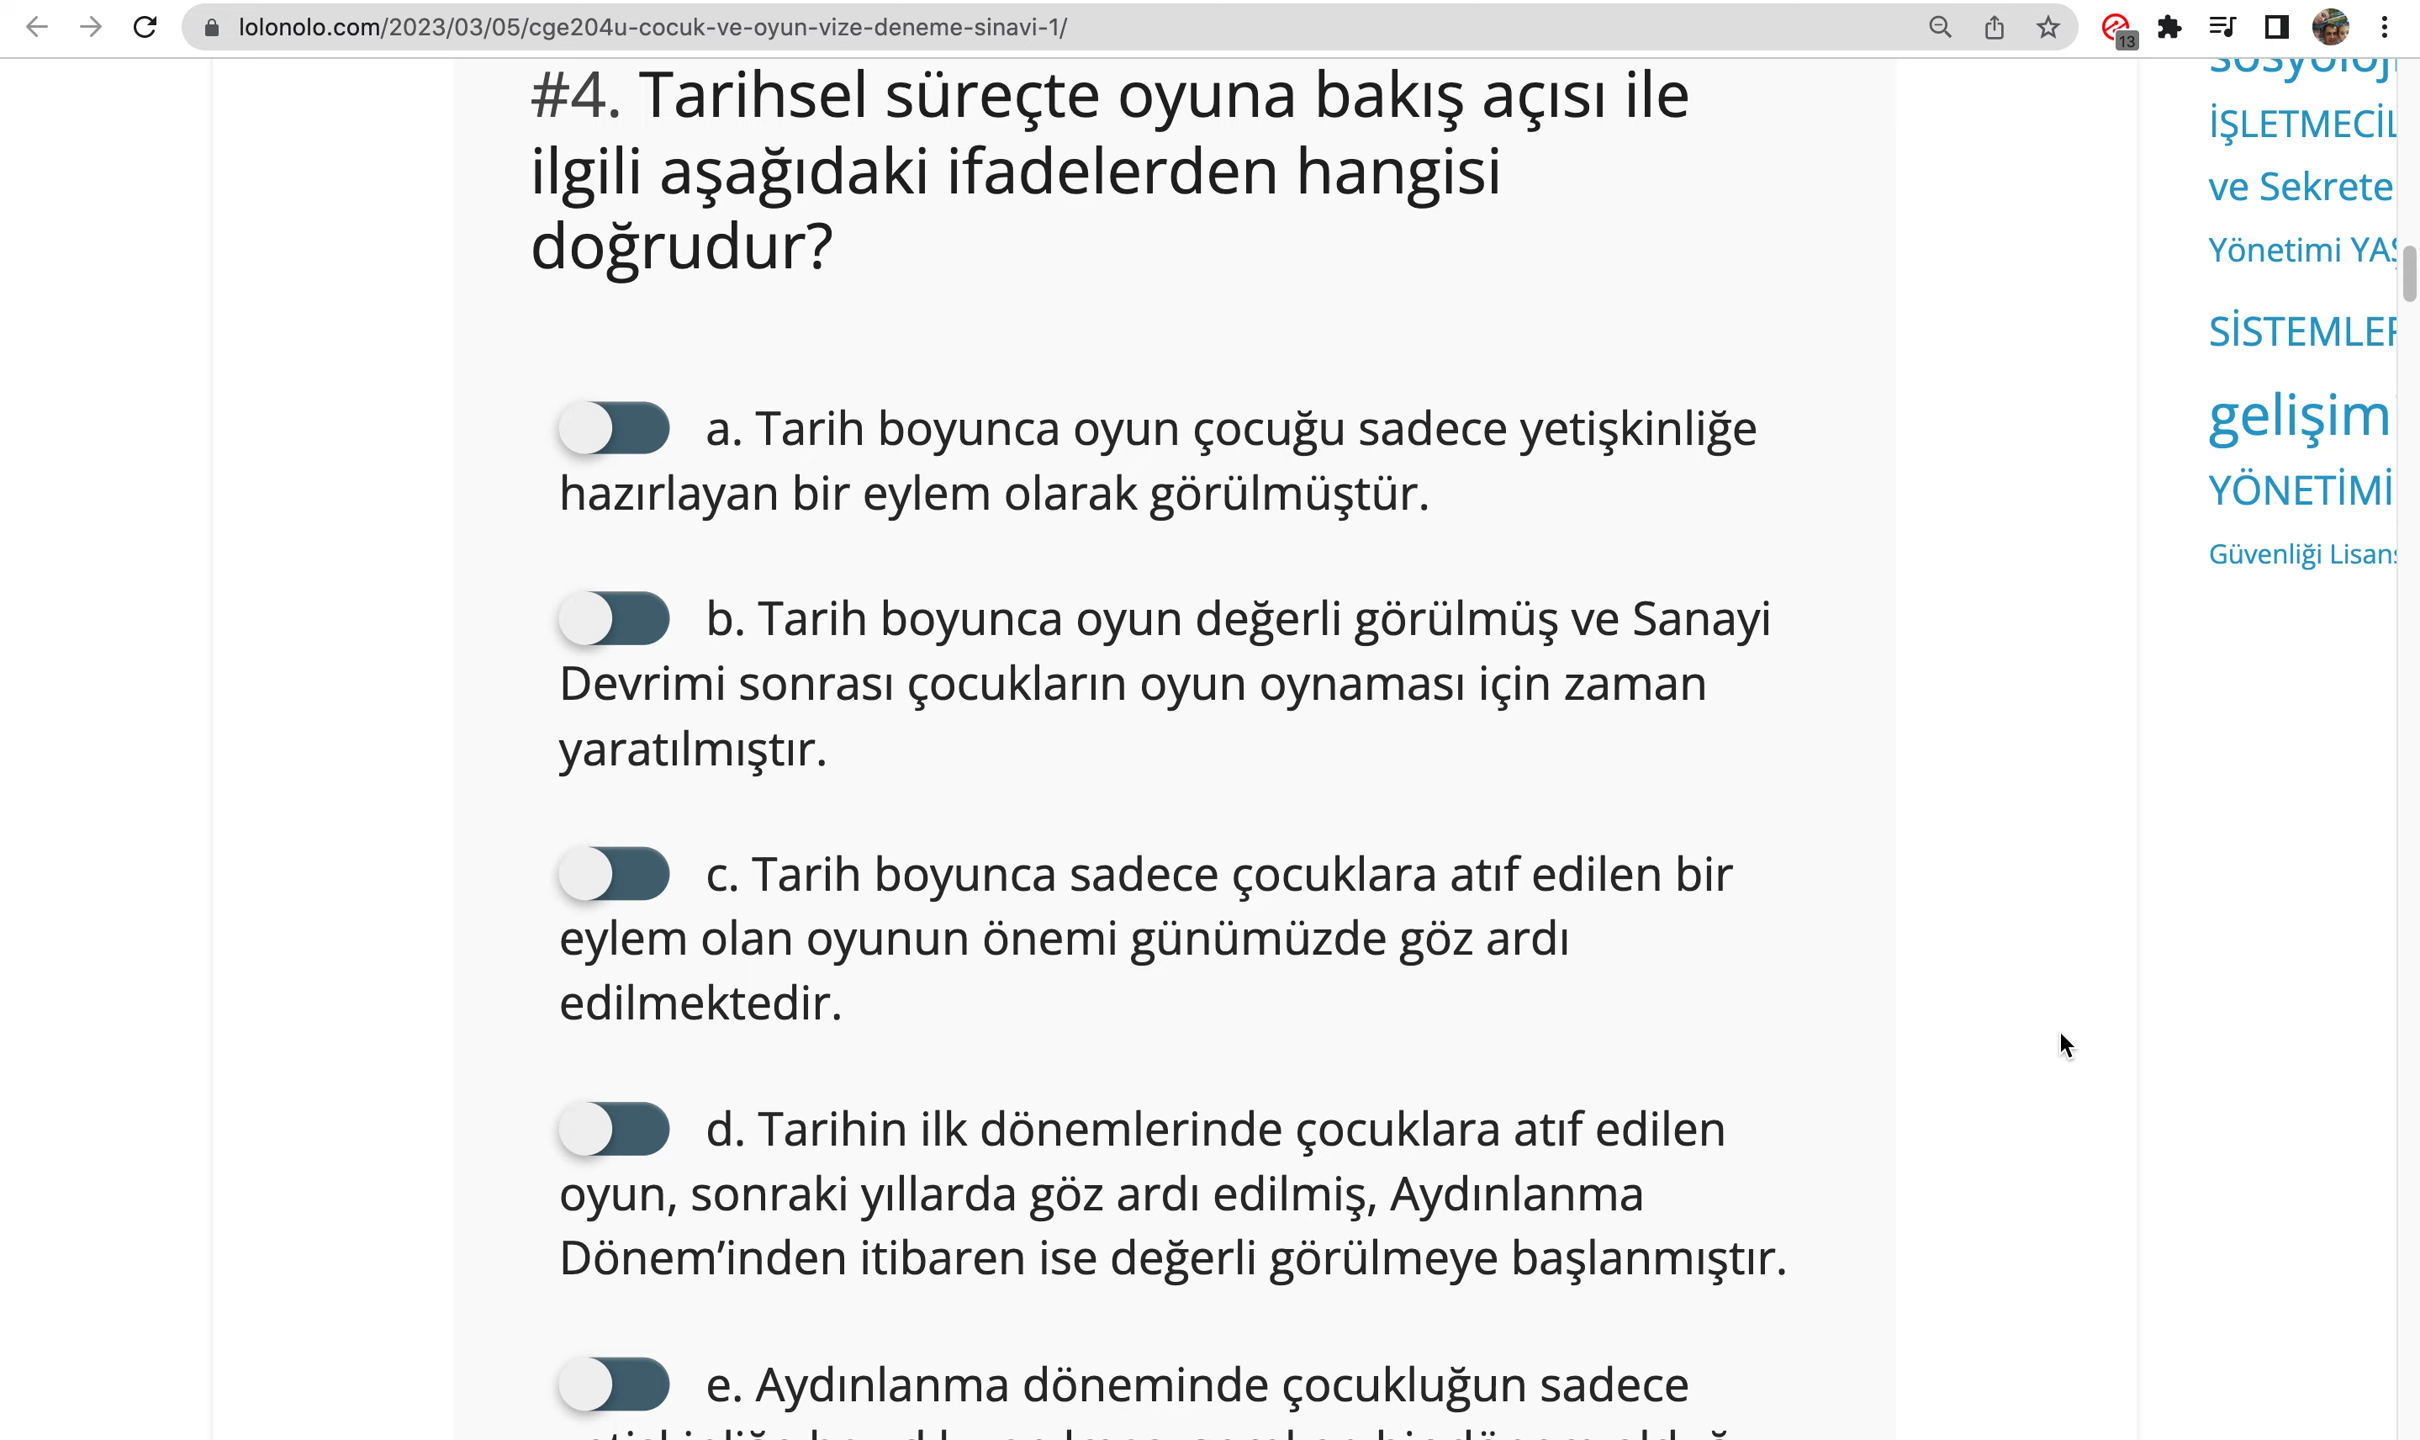 lolonolo.com/2023/03/05/cge204u-cocuk-ve-oyun-vize-deneme-sinavi-1/
13
#4. Tarihsel süreçte oyuna bakış açısı ile
ilgili aşağıdaki ifadelerden hangisi
doğrudur?
a. Tarih boyunca oyun çocuğu sadece yetişkinliğe
hazırlayan bir eylem olarak görülmüştür.
b. Tarih boyunca oyun değerli görülmüş ve Sanayi
Devrimi sonrası çocukların oyun oynaması için zaman
yaratılmıştır.
c. Tarih boyunca sadece çocuklara atıf edilen bir
eylem olan oyunun önemi günümüzde göz ardı
edilmektedir.
d. Tarihin ilk dönemlerinde çocuklara atıf edilen
oyun, sonraki yıllarda göz ardı edilmiş, Aydınlanma
Dönem’inden itibaren ise değerli görülmeye başlanmıştır.
e. Aydınlanma döneminde çocukluğun sadece
sosyoloji
İŞLETMECİL
ve Sekrete
Yönetimi YAŞ
SİSTEMLER
gelişim
YÖNETİMİ
Güvenliği Lisans